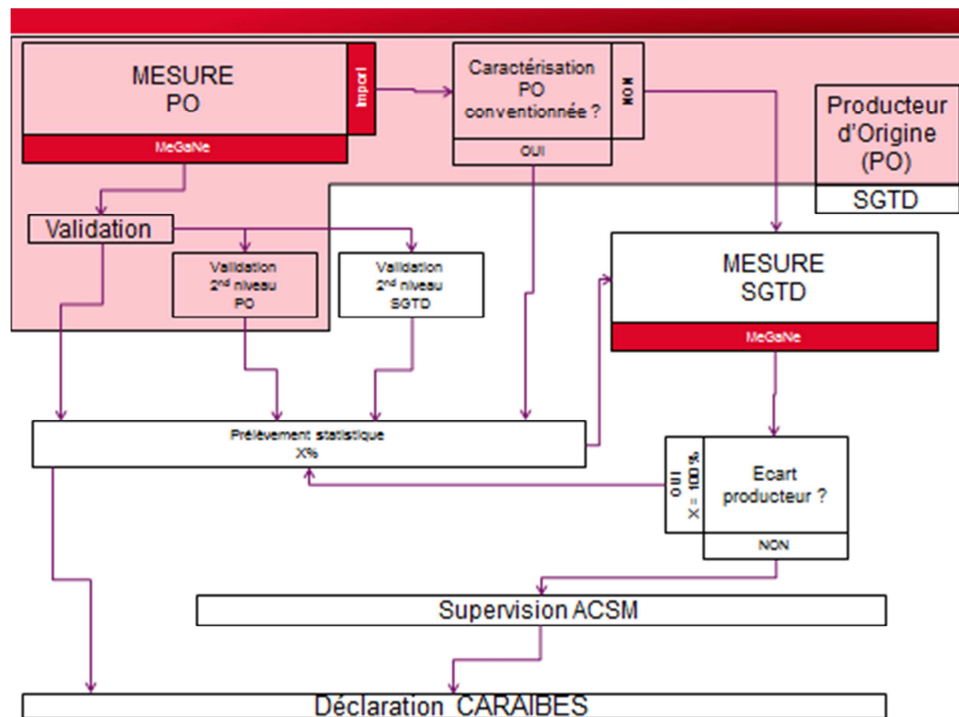 MESURE
PO
Import
MeGaNe
Caractérisation
PO
conventionnée ?
NON
OUI
Producteur
d'Origine
(PO)
SGTD
Validation
Validation
2nd niveau
PO
Validation
2nd niveau
SGTD
MESURE
SGTD
MeGaNe
Prélèvement statistique
X%
OUI
X = 100%
Ecart
producteur ?
NON
Supervision ACSM
Déclaration CARAIBES